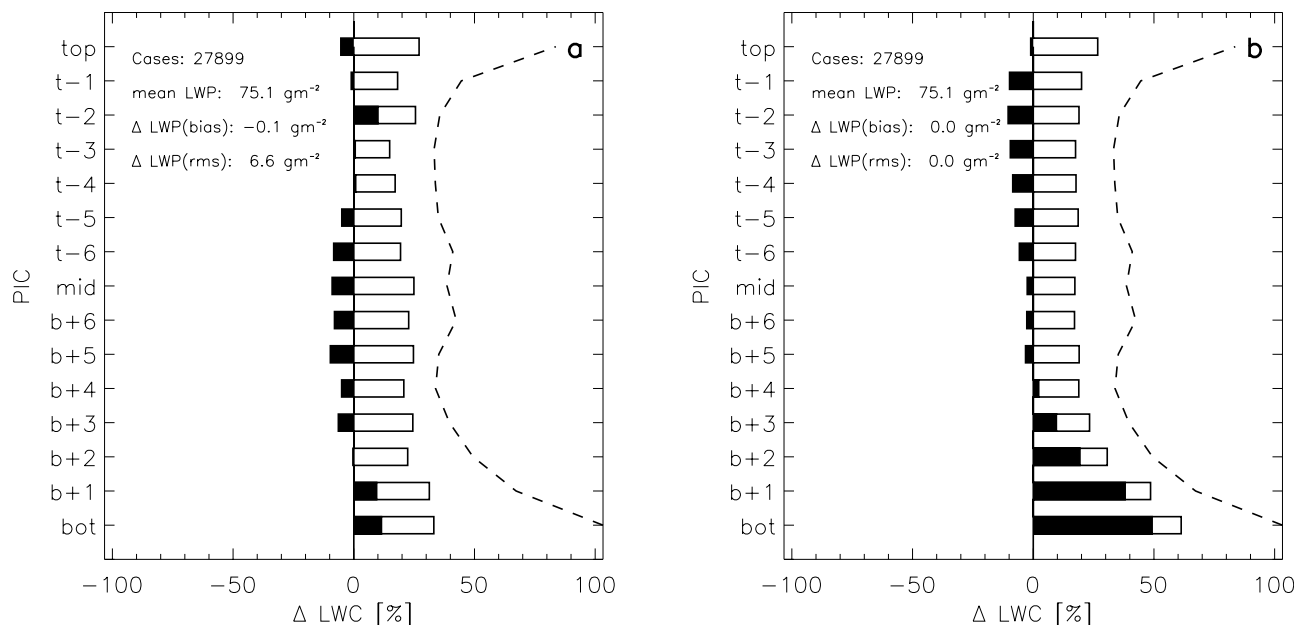 a
Cases: 27899
mean LWP: 75.1 gm⁻²
Δ LWP(bias): −0.1 gm⁻²
Δ LWP(rms): 6.6 gm⁻²
PIC
top
t−1
t−2
t−3
t−4
t−5
t−6
mid
b+6
b+5
b+4
b+3
b+2
b+1
bot
−100 −50 0 50 100
Δ LWC [%]
b
Cases: 27899
mean LWP: 75.1 gm⁻²
Δ LWP(bias): 0.0 gm⁻²
Δ LWP(rms): 0.0 gm⁻²
PIC
top
t−1
t−2
t−3
t−4
t−5
t−6
mid
b+6
b+5
b+4
b+3
b+2
b+1
bot
−100 −50 0 50 100
Δ LWC [%]